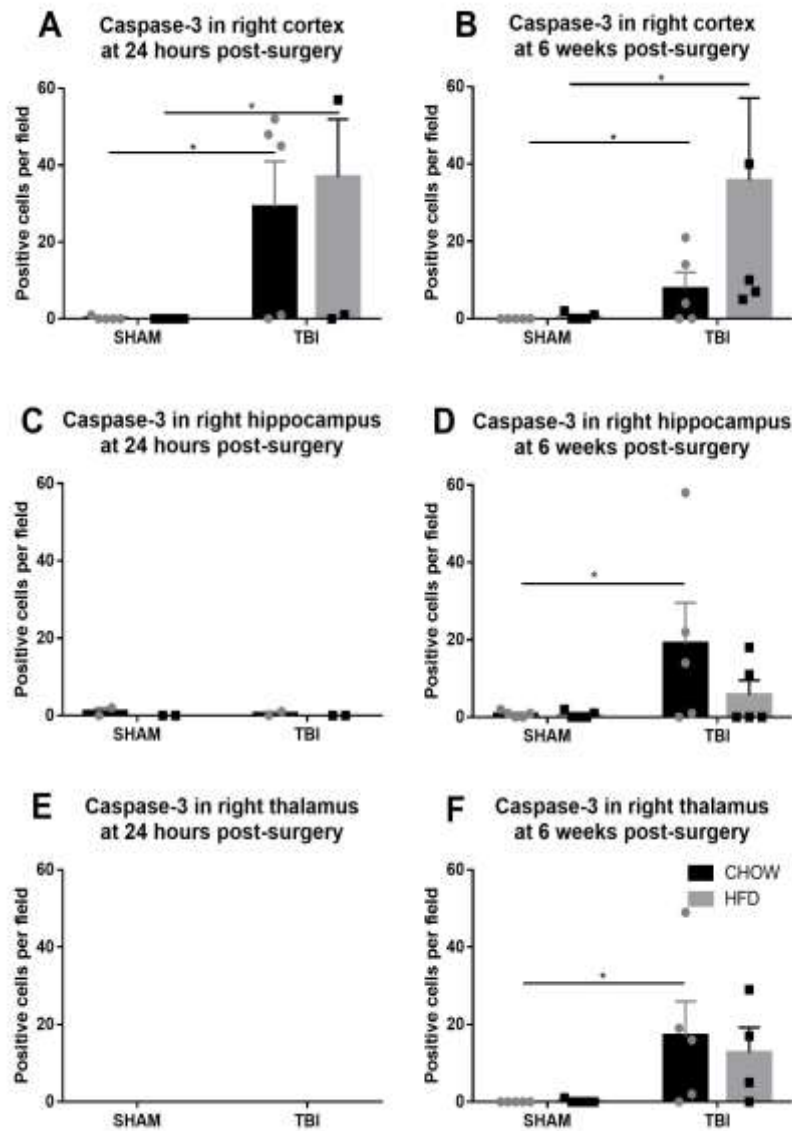 A Caspase-3 in right cortex
at 24 hours post-surgery
Positive cells per field
60
40
20
0
*
*
SHAM TBI
B Caspase-3 in right cortex
at 6 weeks post-surgery
Positive cells per field
60
40
20
0
*
*
SHAM TBI
C Caspase-3 in right hippocampus
at 24 hours post-surgery
Positive cells per field
60
40
20
0
SHAM TBI
D Caspase-3 in right hippocampus
at 6 weeks post-surgery
Positive cells per field
60
40
20
0
*
SHAM TBI
E Caspase-3 in right thalamus
at 24 hours post-surgery
Positive cells per field
60
40
20
0
SHAM TBI
F Caspase-3 in right thalamus
at 6 weeks post-surgery
Positive cells per field
60
40
20
0
CHOW
HFD
*
SHAM TBI